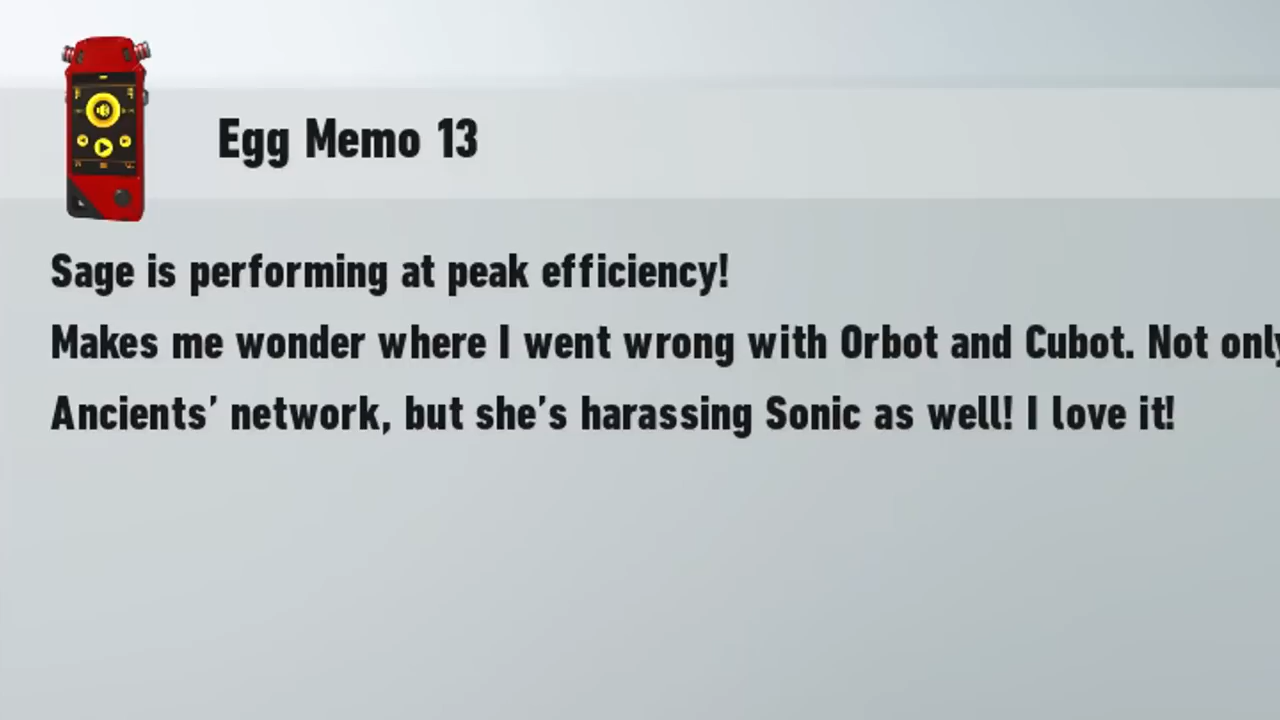 Egg Memo 13
Sage is performing at peak efficiency!
Makes me wonder where I went wrong with Orbot and Cubot. Not only
Ancients’ network, but she’s harassing Sonic as well! I love it!